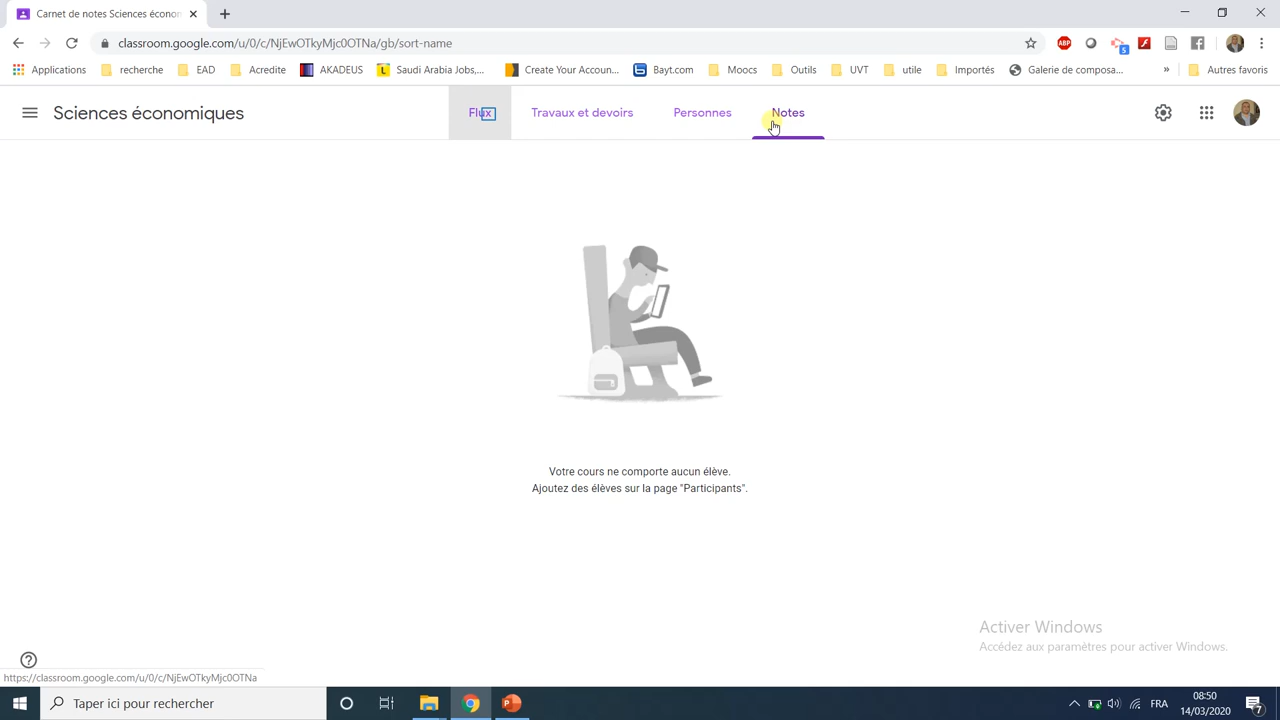 Carnet de notes Sciences éconon
classroom.google.com/u/0/c/NjEwOTkyMjc0OTNa/gb/sort-name
ABP
5
Applications
recherche
EAD
Acredite
AKADEUS
Saudi Arabia Jobs,...
Create Your Accoun...
Bayt.com
Moocs
Outils
UVT
utile
Importés
Galerie de composa...
»
Autres favoris
Sciences économiques
Flux
Travaux et devoirs
Personnes
Notes
Votre cours ne comporte aucun élève.
Ajoutez des élèves sur la page "Participants".
Activer Windows
Accédez aux paramètres pour activer Windows.
https://classroom.google.com/u/0/c/NjEwOTkyMjc0OTNa
Taper ici pour rechercher
FRA
08:50
14/03/2020
7